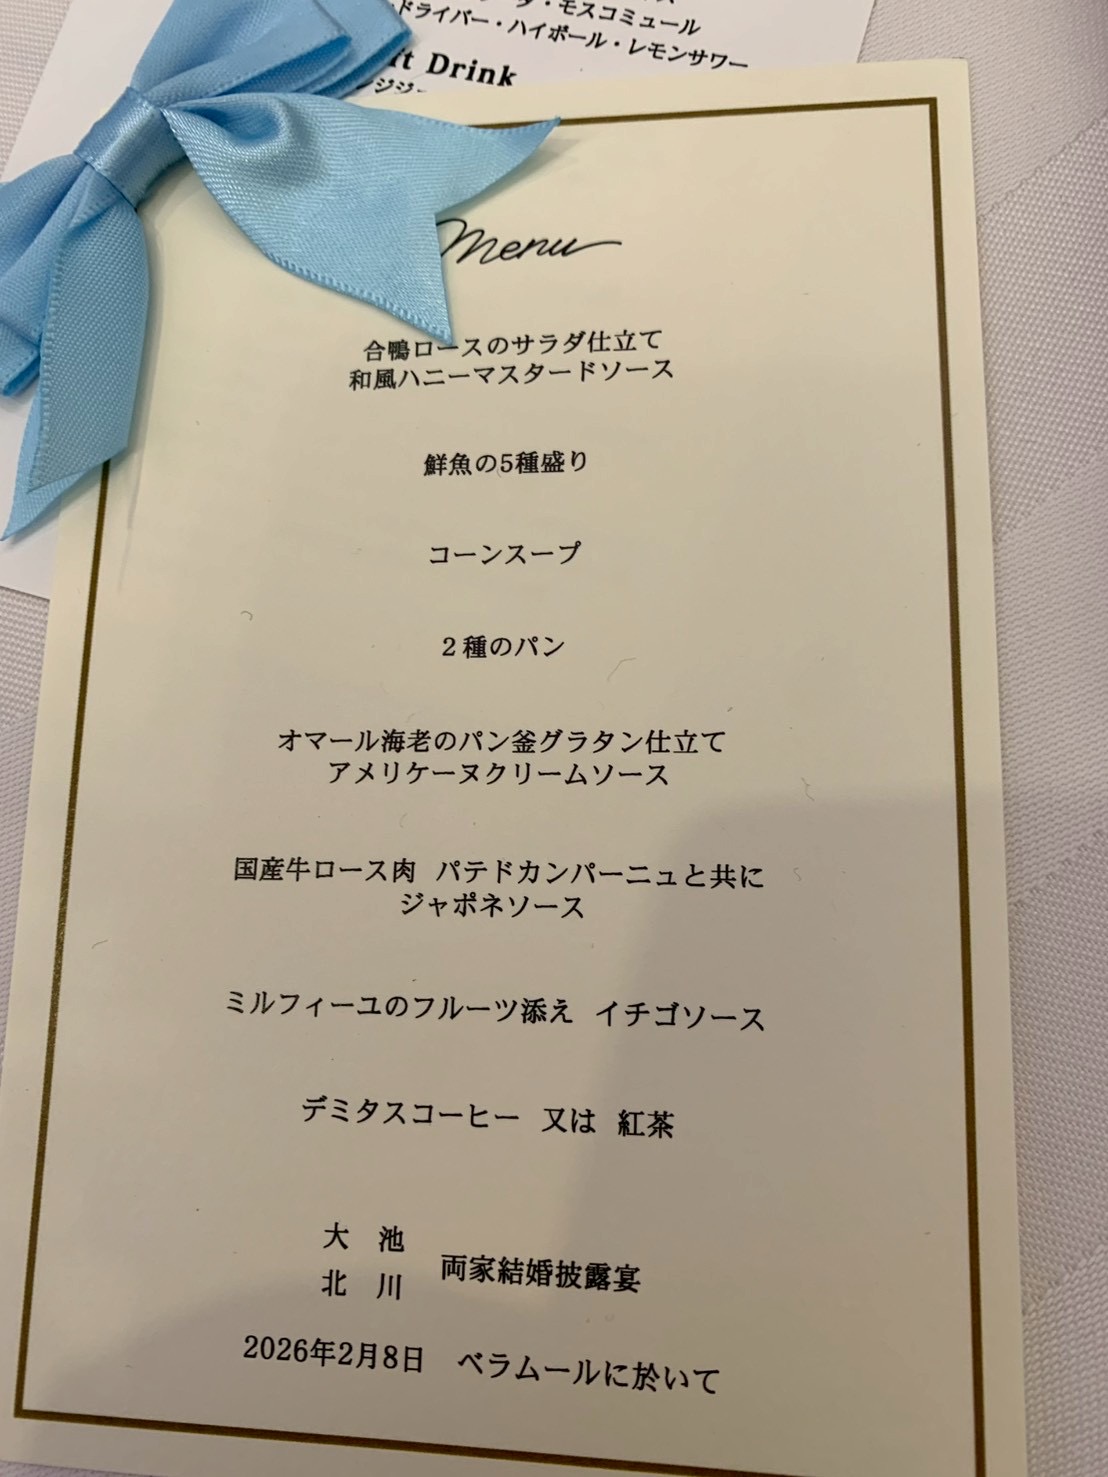 モスコミュール
ドライバー・ハイボール・レモンサワー
Drink
Menu
合鴨ロースのサラダ仕立て
和風ハニーマスタードソース
鮮魚の5種盛り
コーンスープ
２種のパン
オマール海老のパン釜グラタン仕立て
アメリケーヌクリームソース
国産牛ロース肉　パテドカンパーニュと共に
ジャポネソース
ミルフィーユのフルーツ添え　イチゴソース
デミタスコーヒー　又は　紅茶
大　池
北　川
両家結婚披露宴
2026年2月8日　ベラムールに於いて